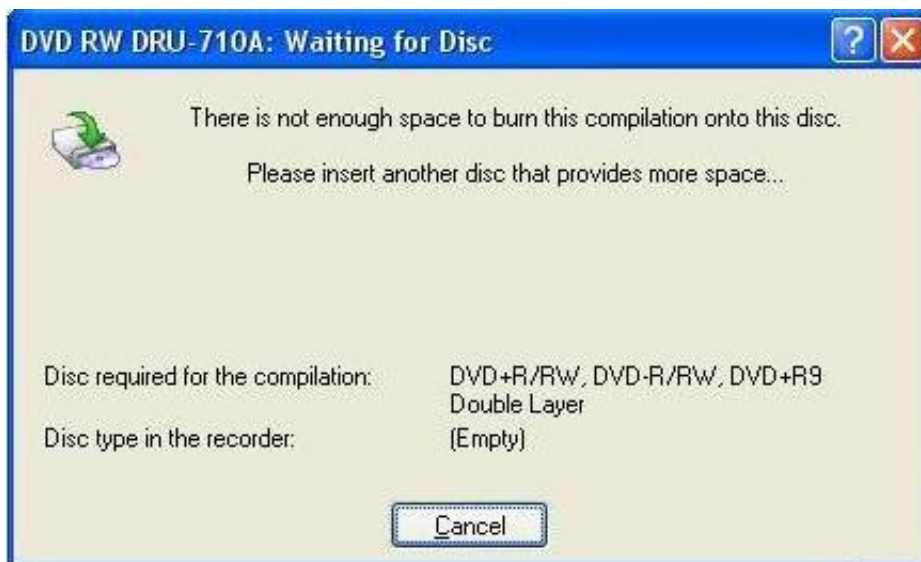 DVD RW DRU-710A: Waiting for Disc
There is not enough space to burn this compilation onto this disc.
Please insert another disc that provides more space...
Disc required for the compilation: DVD+R/RW, DVD-R/RW, DVD+R9
Double Layer
Disc type in the recorder: (Empty)
Cancel